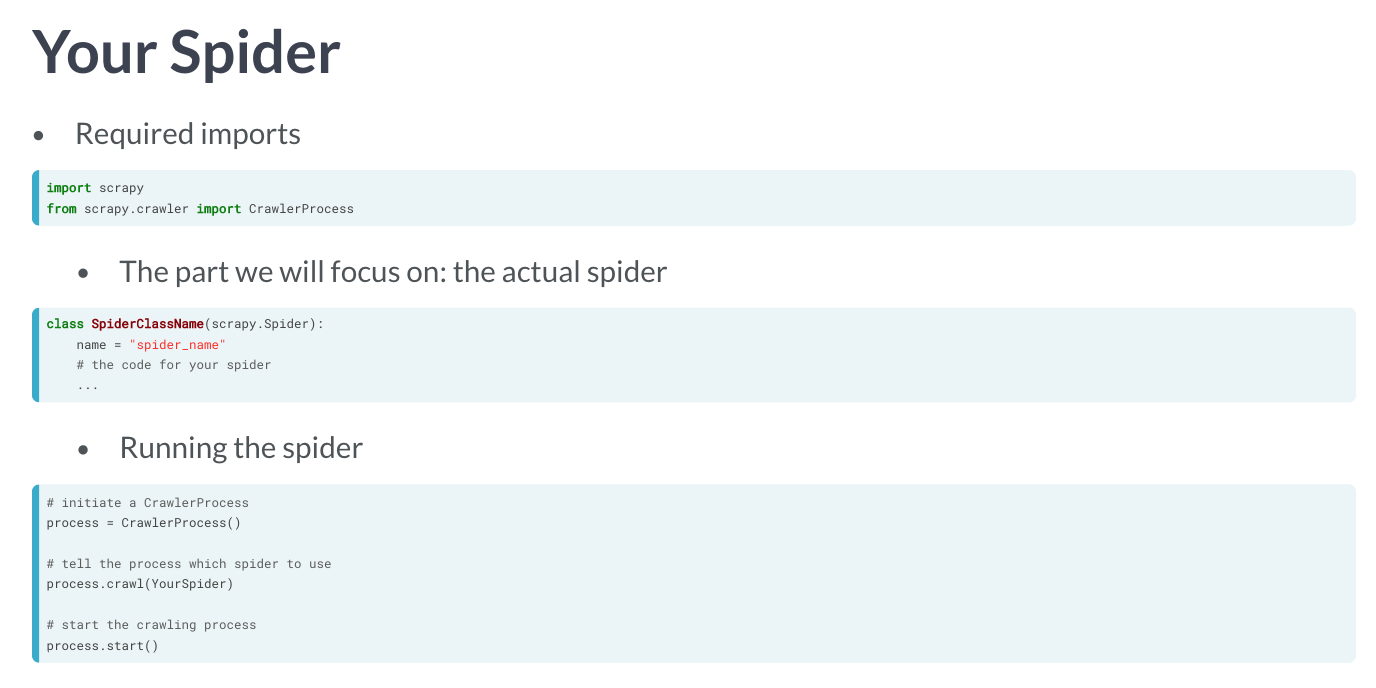 Your Spider
• Required imports
import scrapy
from scrapy.crawler import CrawlerProcess
• The part we will focus on: the actual spider
class SpiderClassName(scrapy.Spider):
    name = "spider_name"
    # the code for your spider
    ...
• Running the spider
# initiate a CrawlerProcess
process = CrawlerProcess()
# tell the process which spider to use
process.crawl(YourSpider)
# start the crawling process
process.start()